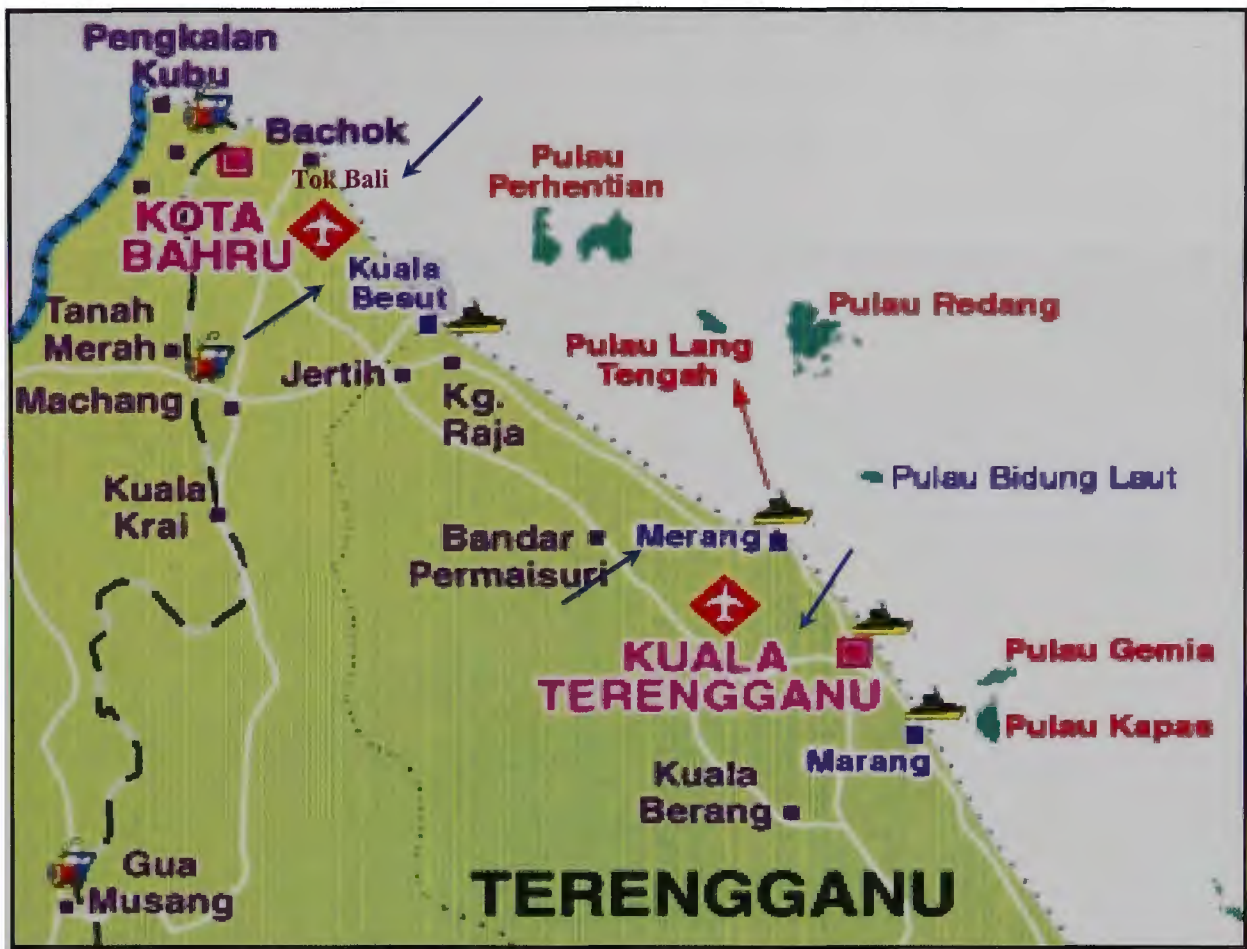 Pengkalan
Kubu
Bachok
Tok Bali
KOTA
BAHRU
Pulau
Perhentian
Kuala
Besut
Tanah
Merah
Machang
Jertih
Kg.
Raja
Pulau Redang
Pulau Lang
Tengah
Kuala
Krai
Pulau Bidung Laut
Bandar
Permaisuri
Merang
KUALA
TERENGGANU
Pulau Gemia
Pulau Kapas
Marang
Kuala
Berang
Gua
Musang
TERENGGANU